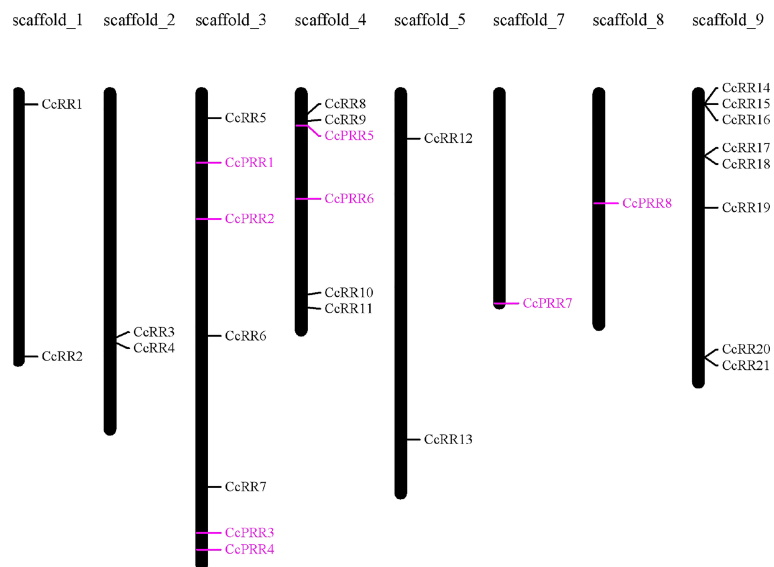 scaffold_1
scaffold_2
scaffold_3
scaffold_4
scaffold_5
scaffold_7
scaffold_8
scaffold_9
CcRR1
CcRR2
CcRR3
CcRR4
CcRR5
CcPRR1
CcPRR2
CcRR6
CcRR7
CcPRR3
CcPRR4
CcRR8
CcRR9
CcPRR5
CcPRR6
CcRR10
CcRR11
CcRR12
CcRR13
CcPRR7
CcPRR8
CcRR14
CcRR15
CcRR16
CcRR17
CcRR18
CcRR19
CcRR20
CcRR21